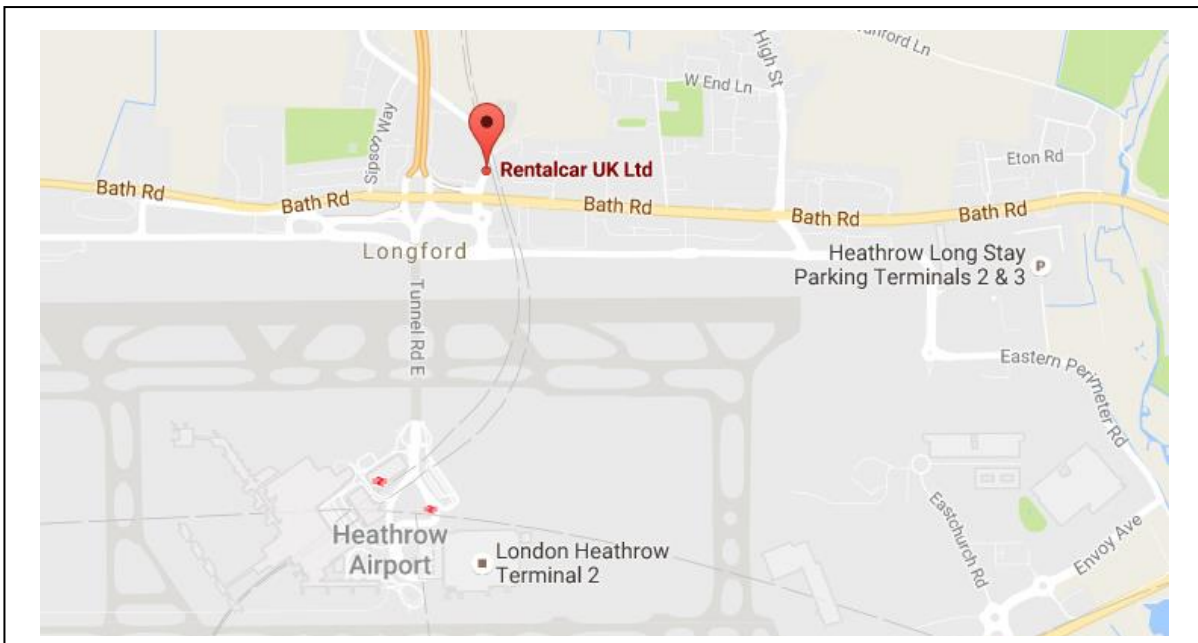 anford Ln
High St
W End Ln
Sipson Way
Eton Rd
Rentalcar UK Ltd
Bath Rd
Bath Rd
Bath Rd
Bath Rd
Bath Rd
Longford
Heathrow Long Stay
Parking Terminals 2 & 3
P
Tunnel Rd E
Eastern Perimeter Rd
Eastchurch Rd
Envoy Ave
Heathrow
Airport
London Heathrow
Terminal 2